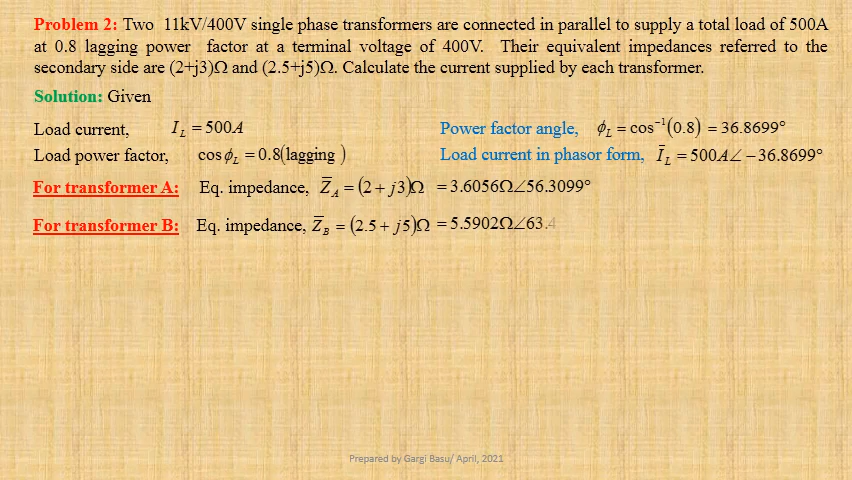 Problem 2: Two 11kV/400V single phase transformers are connected in parallel to supply a total load of 500A
at 0.8 lagging power factor at a terminal voltage of 400V. Their equivalent impedances referred to the
secondary side are (2+j3)Ω and (2.5+j5)Ω. Calculate the current supplied by each transformer.
Solution: Given
Load current, I_L = 500A Power factor angle, ϕ_L = cos⁻¹(0.8) = 36.8699°
Load power factor, cos ϕ_L = 0.8(lagging ) Load current in phasor form, I̅_L = 500A∠ − 36.8699°
For transformer A: Eq. impedance, Z̅_A = (2 + j3)Ω = 3.6056Ω∠56.3099°
For transformer B: Eq. impedance, Z̅_B = (2.5 + j5)Ω = 5.5902Ω∠63.4
Prepared by Gargi Basu/ April, 2021